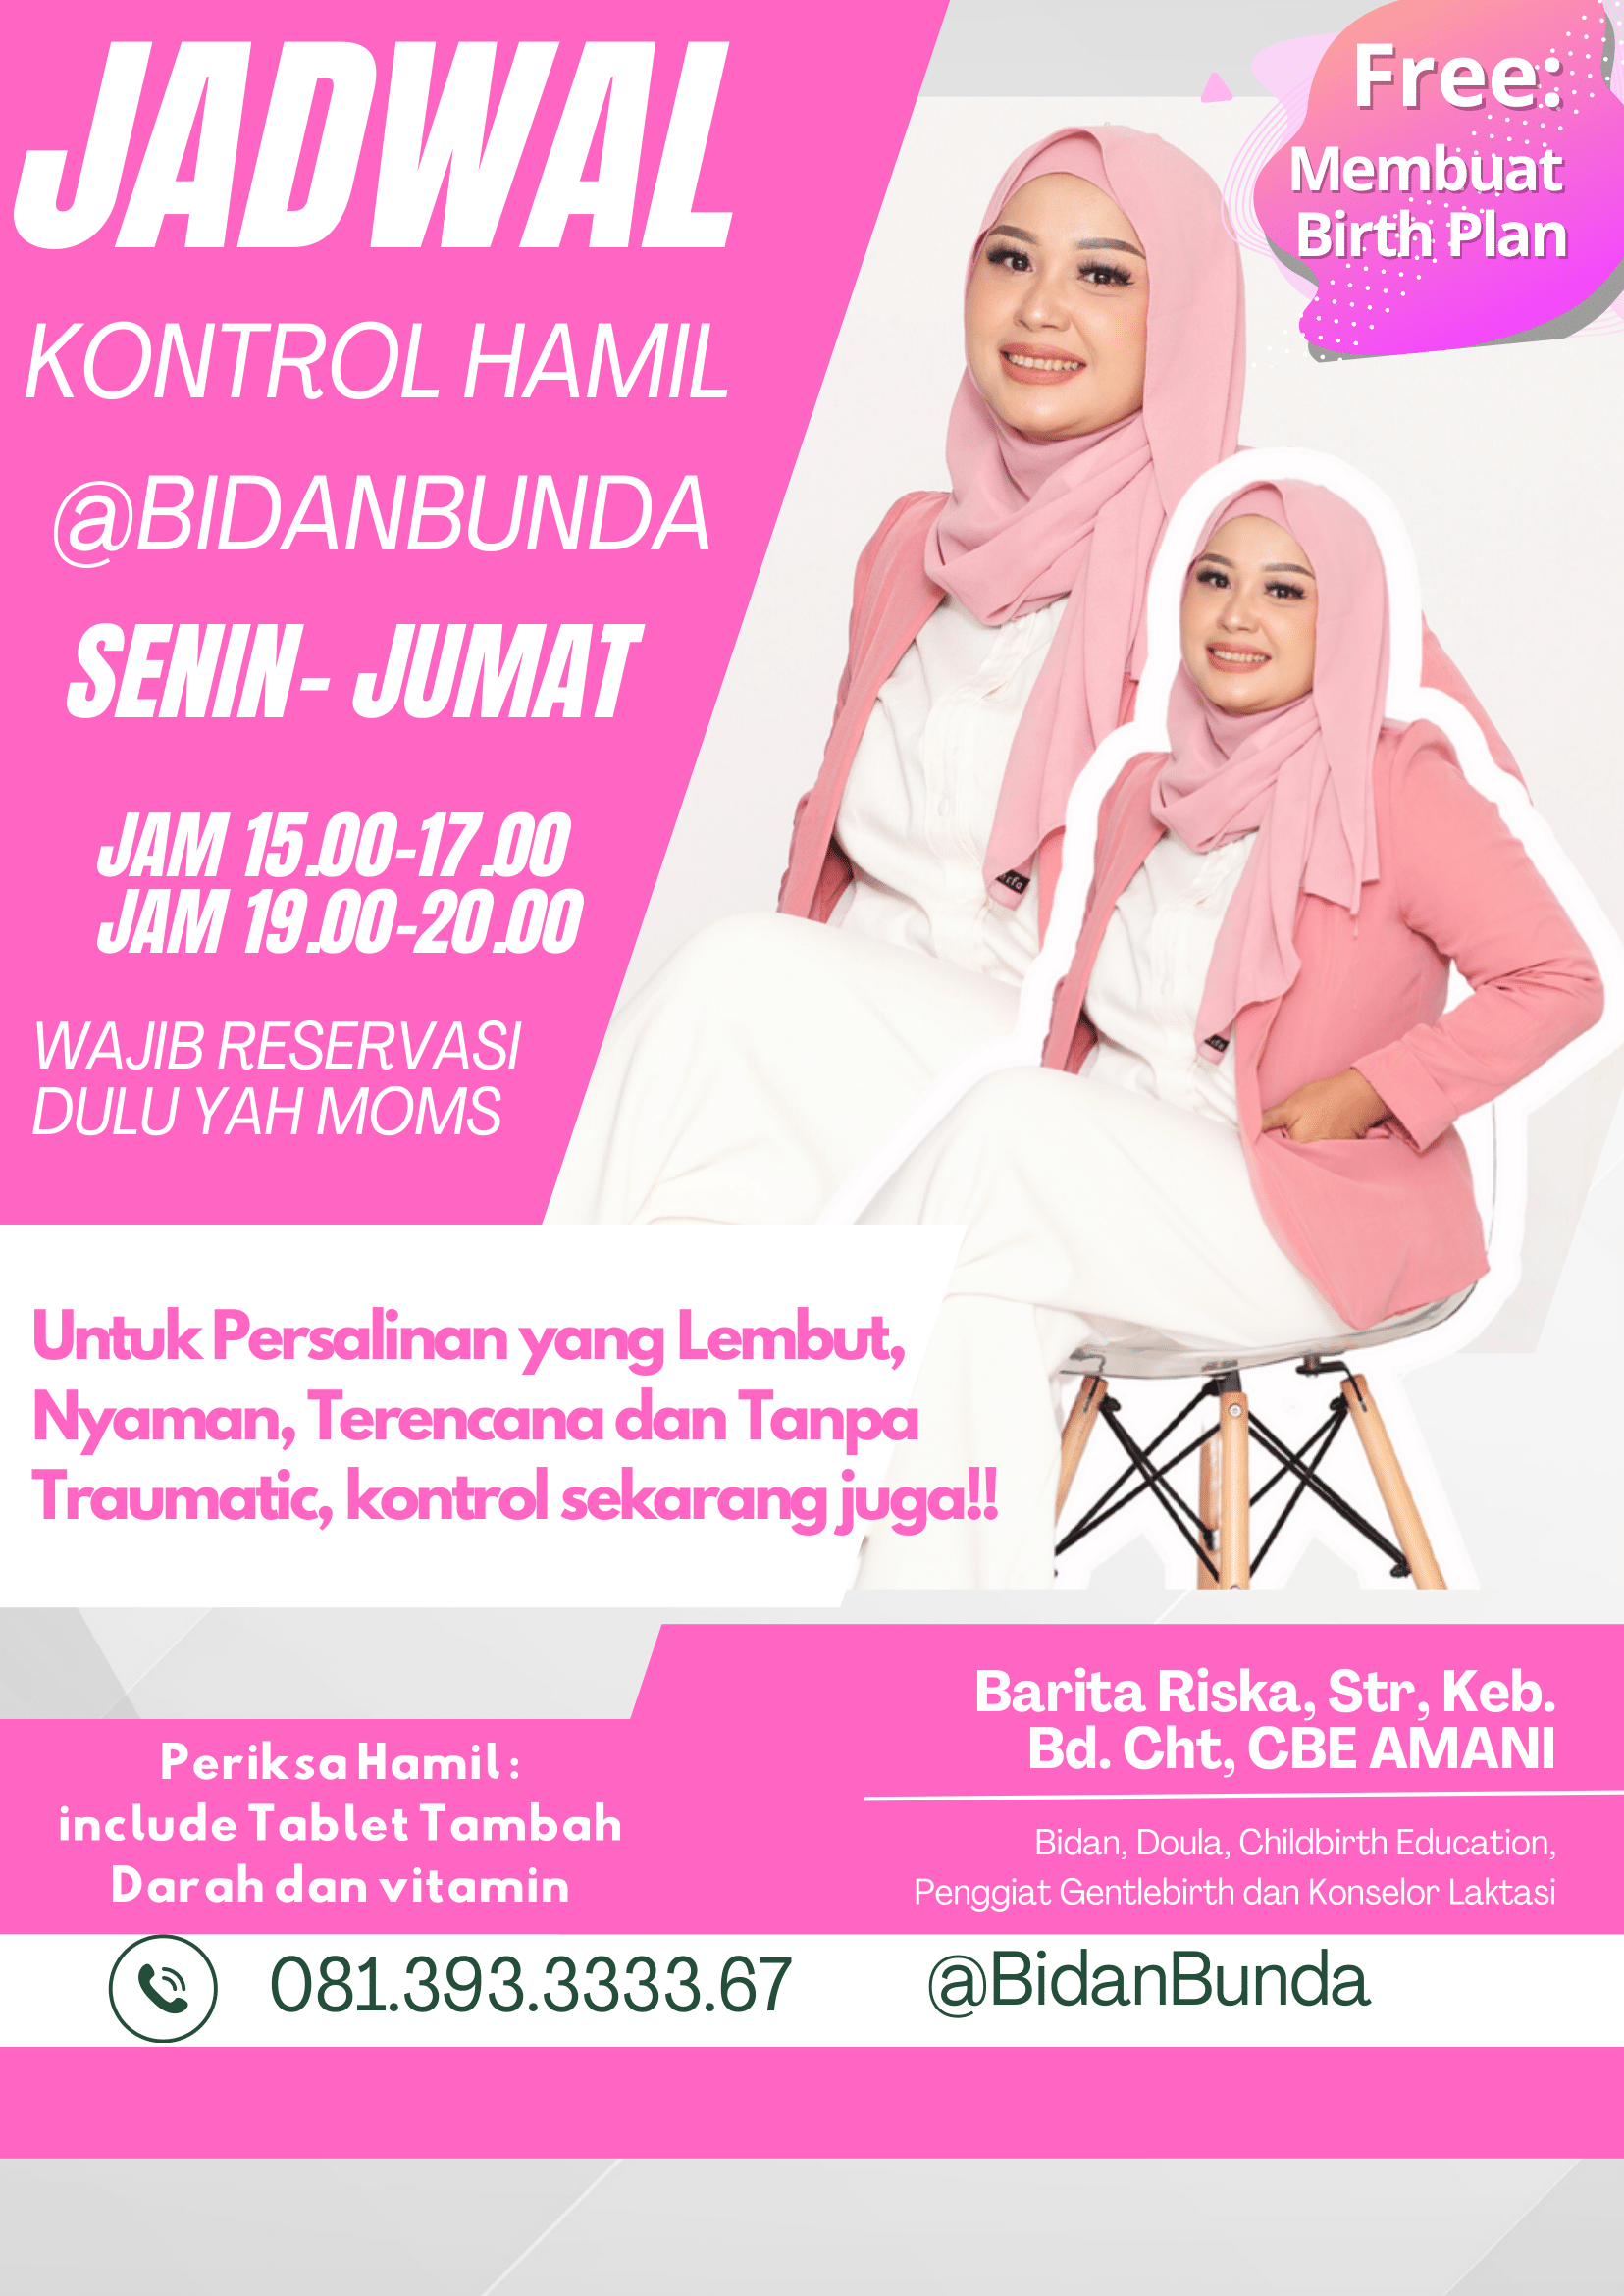 JADWAL
KONTROL HAMIL
@BIDANBUNDA
SENIN- JUMAT
JAM 15.00-17.00
JAM 19.00-20.00
WAJIB RESERVASI
DULU YAH MOMS
Free:
Membuat
Birth Plan
Untuk Persalinan yang Lembut,
Nyaman, Terencana dan Tanpa
Traumatic, kontrol sekarang juga!!
Periksa Hamil :
include Tablet Tambah
Darah dan vitamin
Barita Riska, Str, Keb.
Bd. Cht, CBE AMANI
Bidan, Doula, Childbirth Education,
Penggiat Gentlebirth dan Konselor Laktasi
081.393.3333.67
@BidanBunda